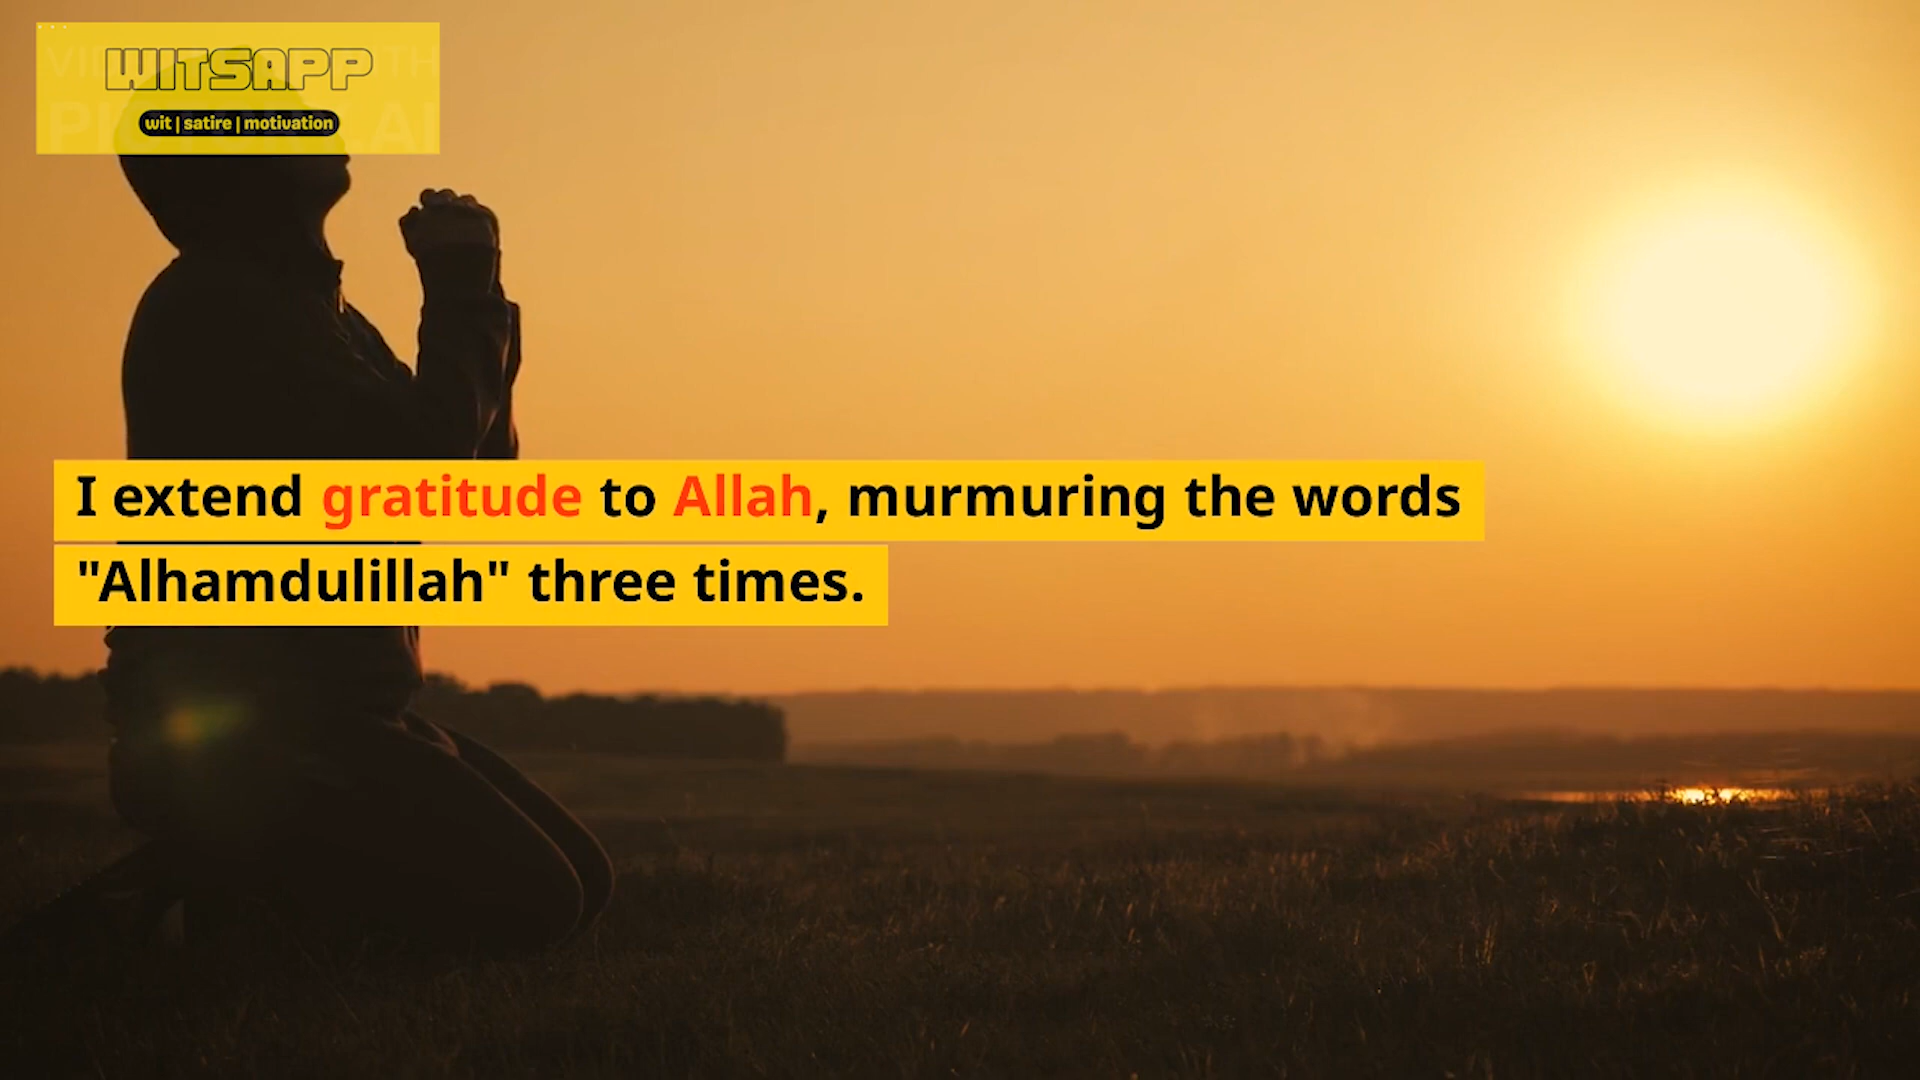 WITSAPP
wit | satire | motivation
I extend gratitude to Allah, murmuring the words
"Alhamdulillah" three times.